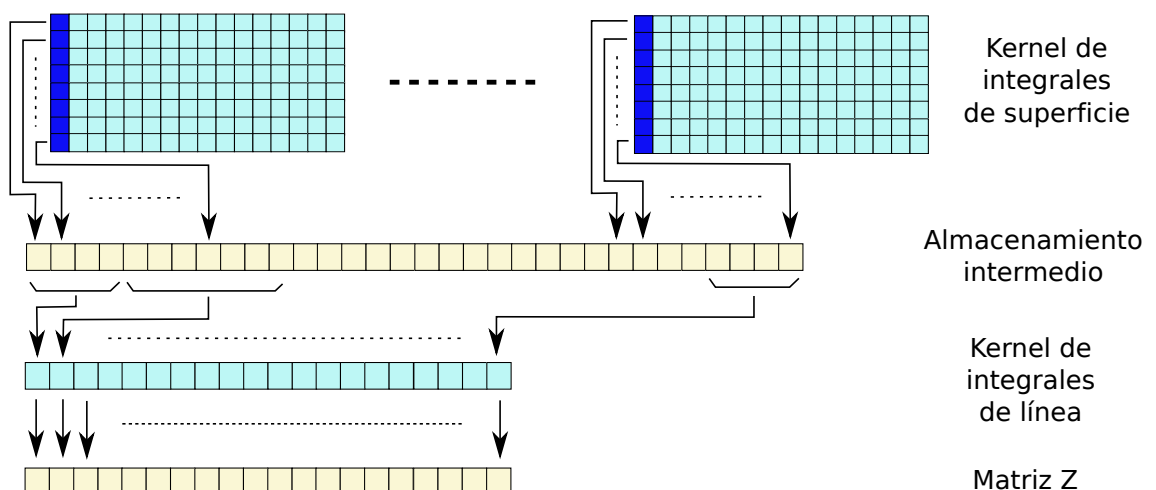 Kernel de
integrales
de superficie
Almacenamiento
intermedio
Kernel de
integrales
de línea
Matriz Z